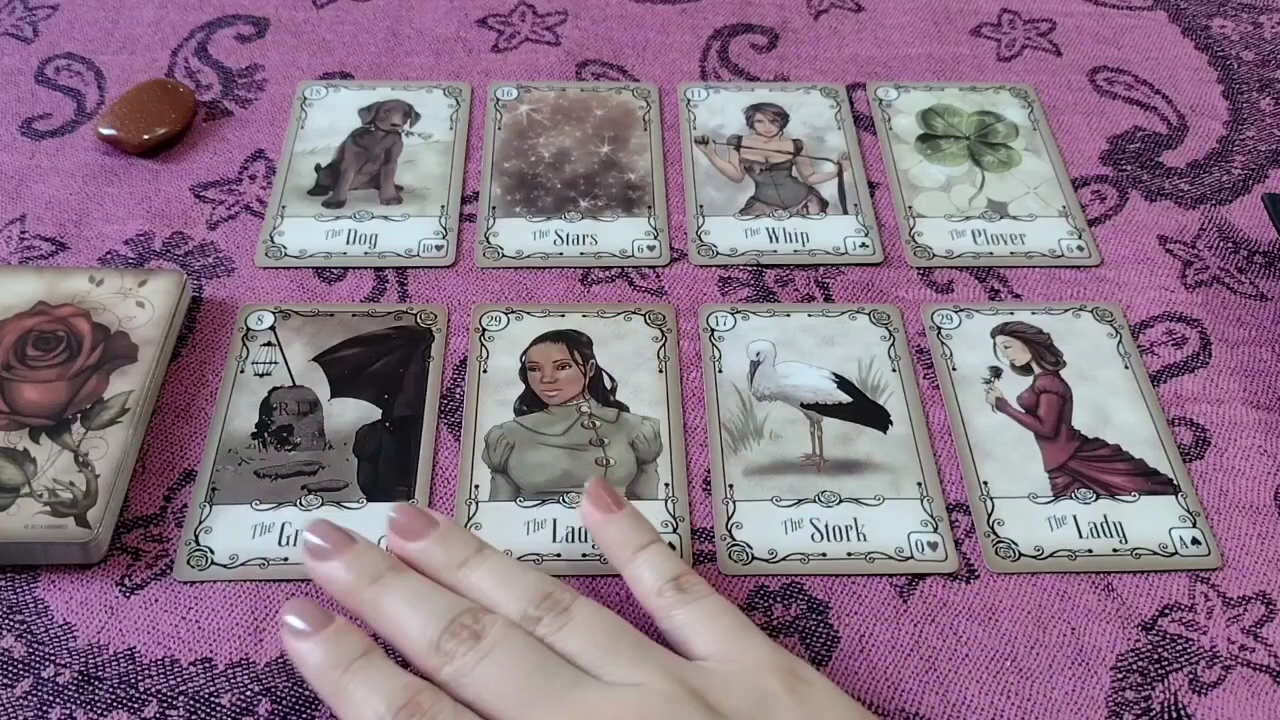 18
The Dog
10♥
16
The Stars
6♥
11
The Whip
J♣
2
The Clover
6♦
8
R.I.P
The Gr
29
The Lad
17
The Stork
Q♥
29
The Lady
A♠